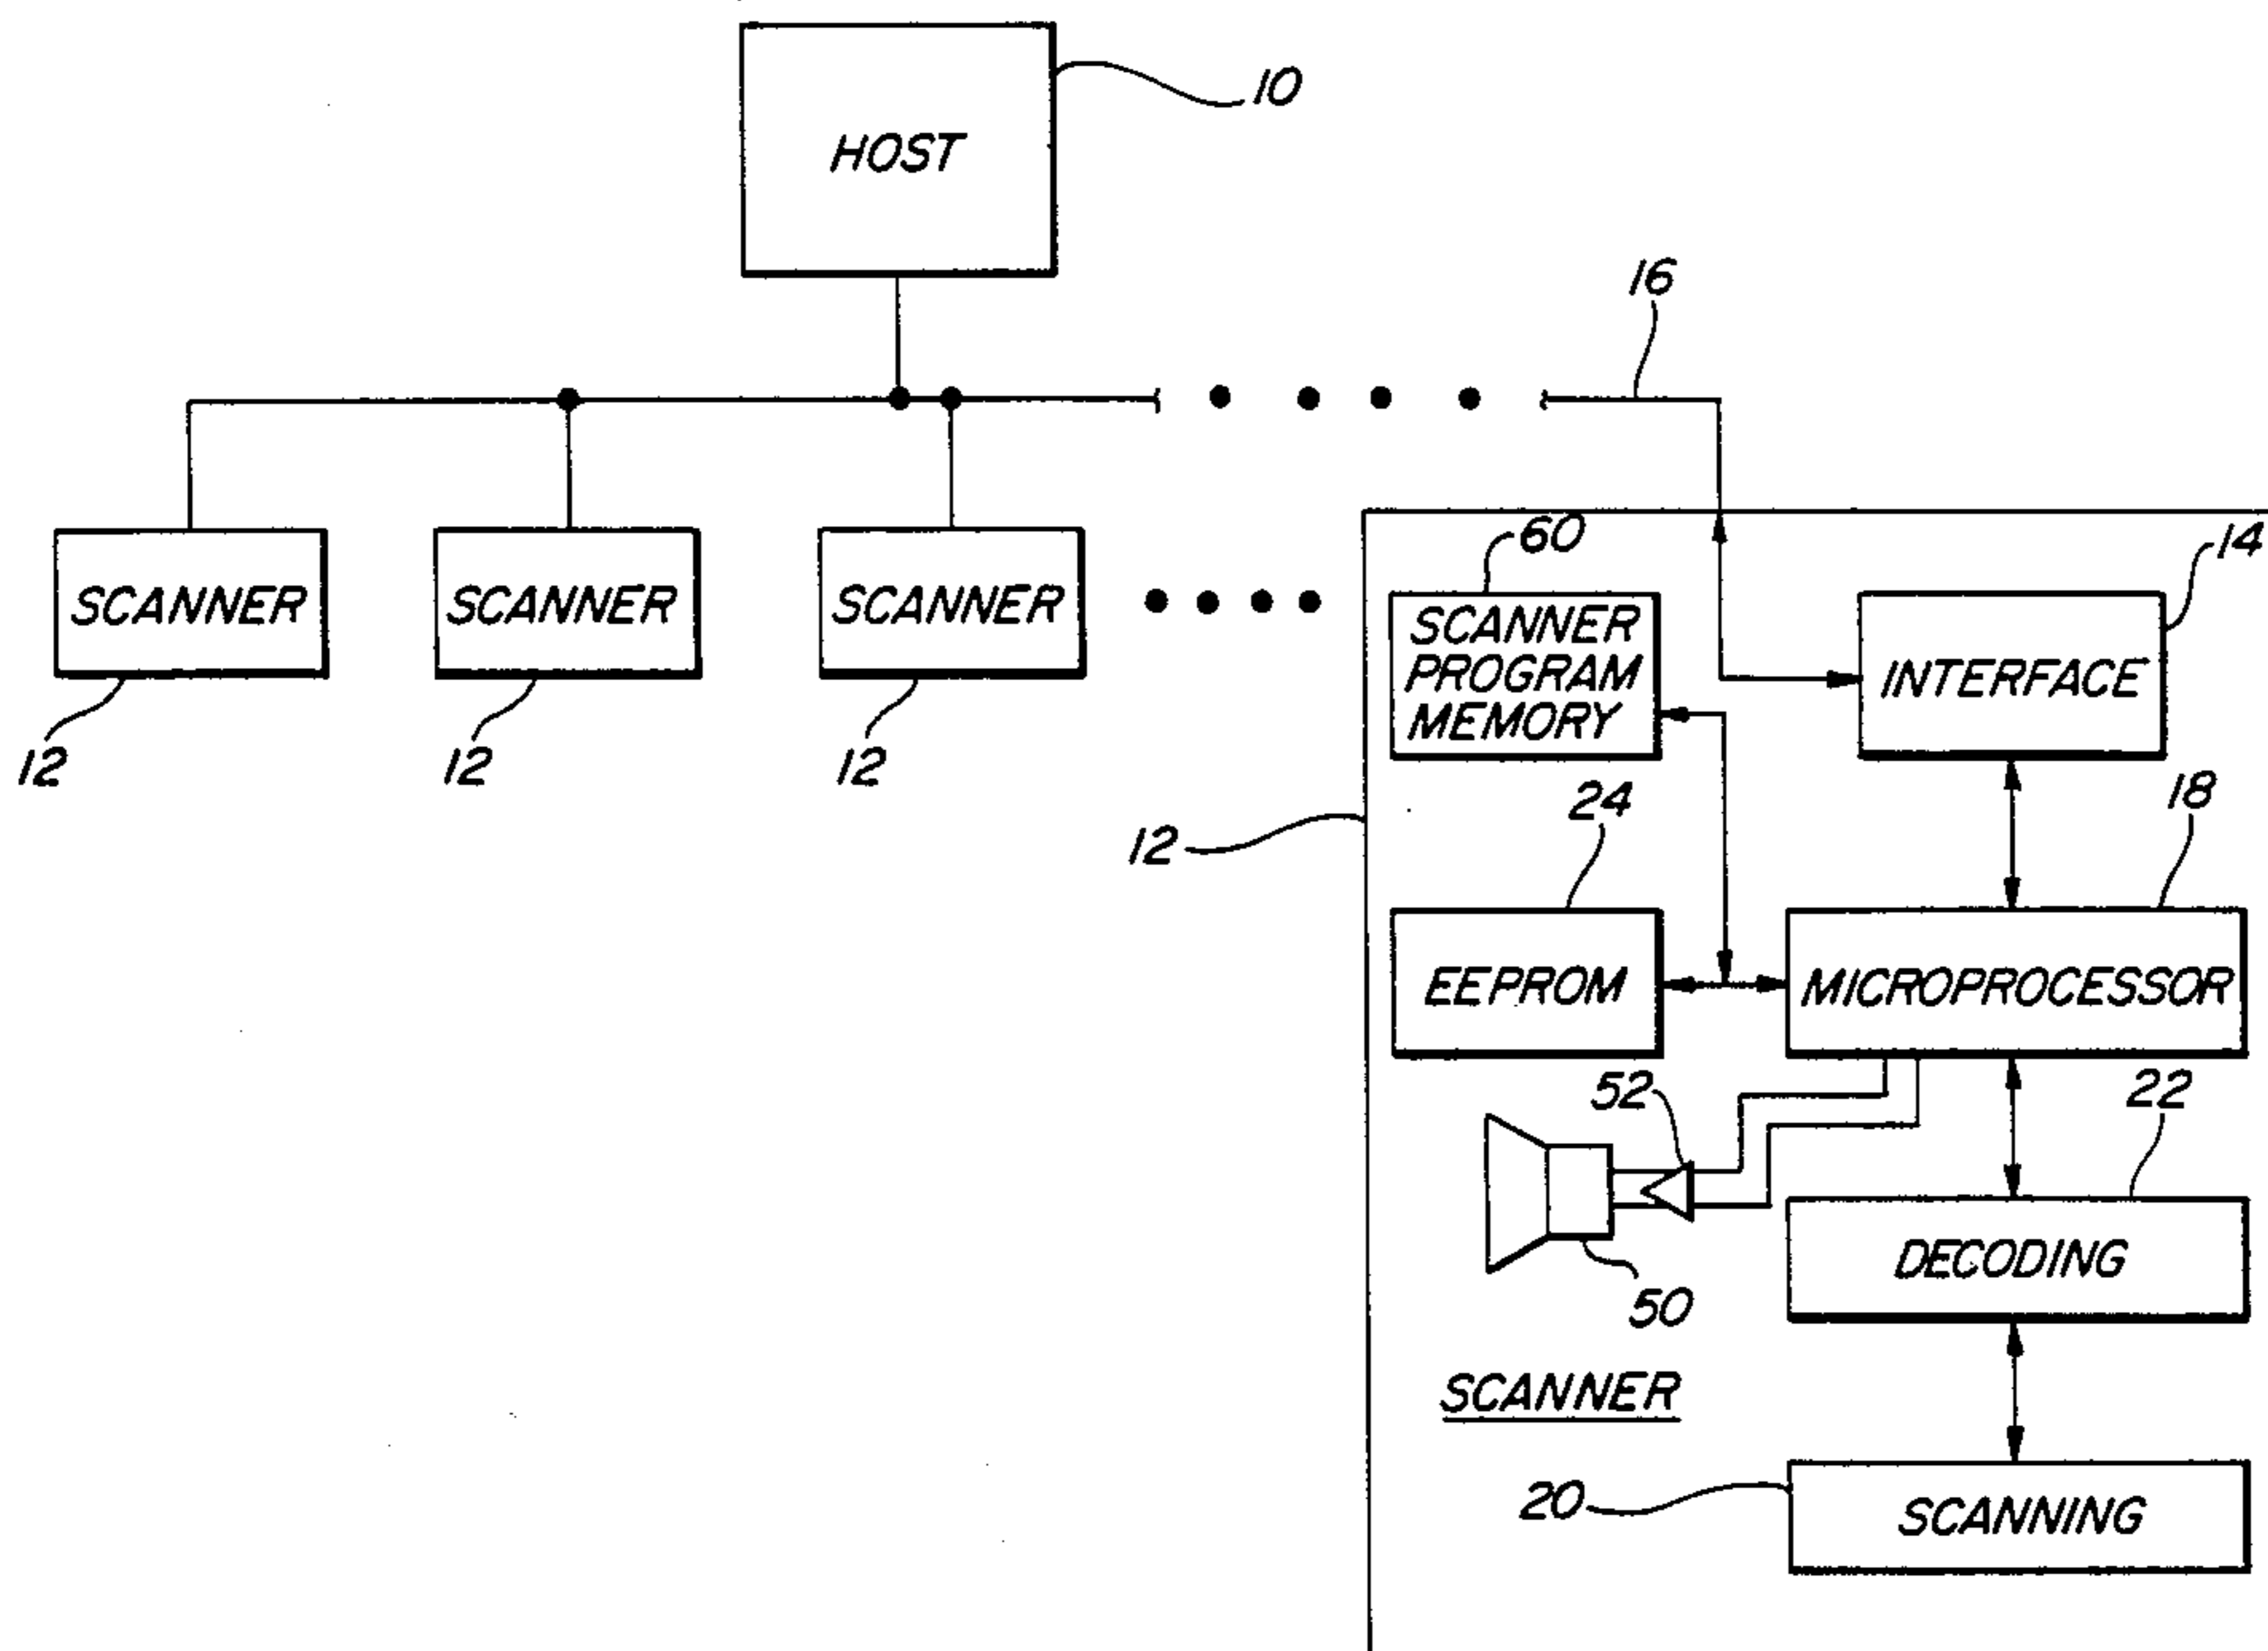 HOST
10
16
SCANNER
SCANNER
SCANNER
12
12
12
60
14
SCANNER
PROGRAM
MEMORY
INTERFACE
24
18
12
EEPROM
MICROPROCESSOR
52
22
50
DECODING
SCANNER
20
SCANNING